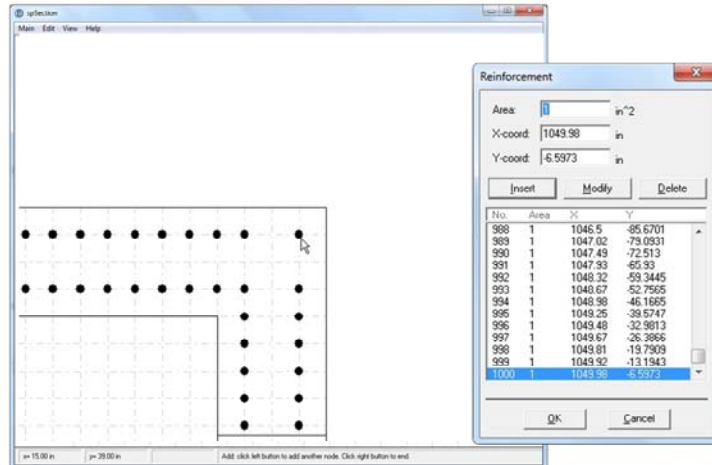 spSection
Main Edit View Help
x= 15.00 in y= 39.00 in Add: click left button to add another node. Click right button to end.
Reinforcement
Area: 1 in^2
X-coord: 1049.98 in
Y-coord: -6.5973 in
Insert Modify Delete
No. Area X Y
988 1 1046.5 -85.6701
989 1 1047.02 -79.0931
990 1 1047.49 -72.513
991 1 1047.93 -65.93
992 1 1048.32 -59.3445
993 1 1048.67 -52.7565
994 1 1048.98 -46.1665
995 1 1049.25 -39.5747
996 1 1049.48 -32.9813
997 1 1049.67 -26.3866
998 1 1049.81 -19.7909
999 1 1049.92 -13.1943
1000 1 1049.98 -6.5973
OK Cancel